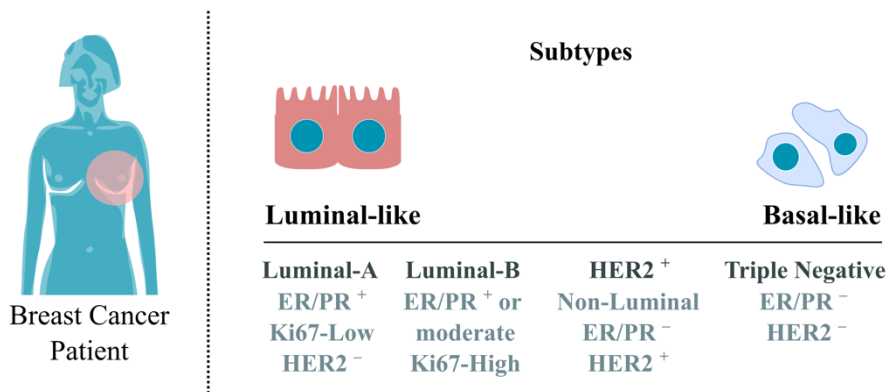 Subtypes
Luminal-like
Basal-like
Luminal-A
ER/PR +
Ki67-Low
HER2 −
Luminal-B
ER/PR + or
moderate
Ki67-High
HER2 +
Non-Luminal
ER/PR −
HER2 +
Triple Negative
ER/PR −
HER2 −
Breast Cancer
Patient